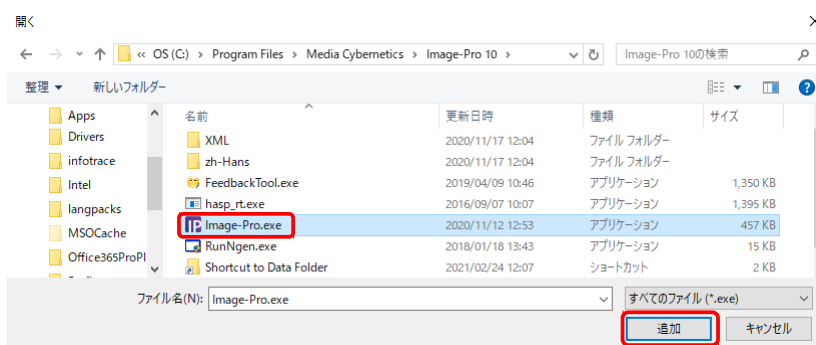 開く
« OS (C:) › Program Files › Media Cybernetics › Image-Pro 10 ›
Image-Pro 10の検索
整理 新しいフォルダー
Apps
Drivers
infotrace
Intel
langpacks
MSOCache
Office365ProPl
名前 更新日時 種類 サイズ
XML 2020/11/17 12:04 ファイル フォルダー
zh-Hans 2020/11/17 12:04 ファイル フォルダー
FeedbackTool.exe 2019/04/09 10:46 アプリケーション 1,350 KB
hasp_rt.exe 2016/09/07 10:07 アプリケーション 1,395 KB
Image-Pro.exe 2020/11/12 12:53 アプリケーション 457 KB
RunNgen.exe 2018/01/18 13:43 アプリケーション 15 KB
Shortcut to Data Folder 2021/02/24 12:07 ショートカット 2 KB
ファイル名(N): Image-Pro.exe すべてのファイル (*.exe)
追加 キャンセル